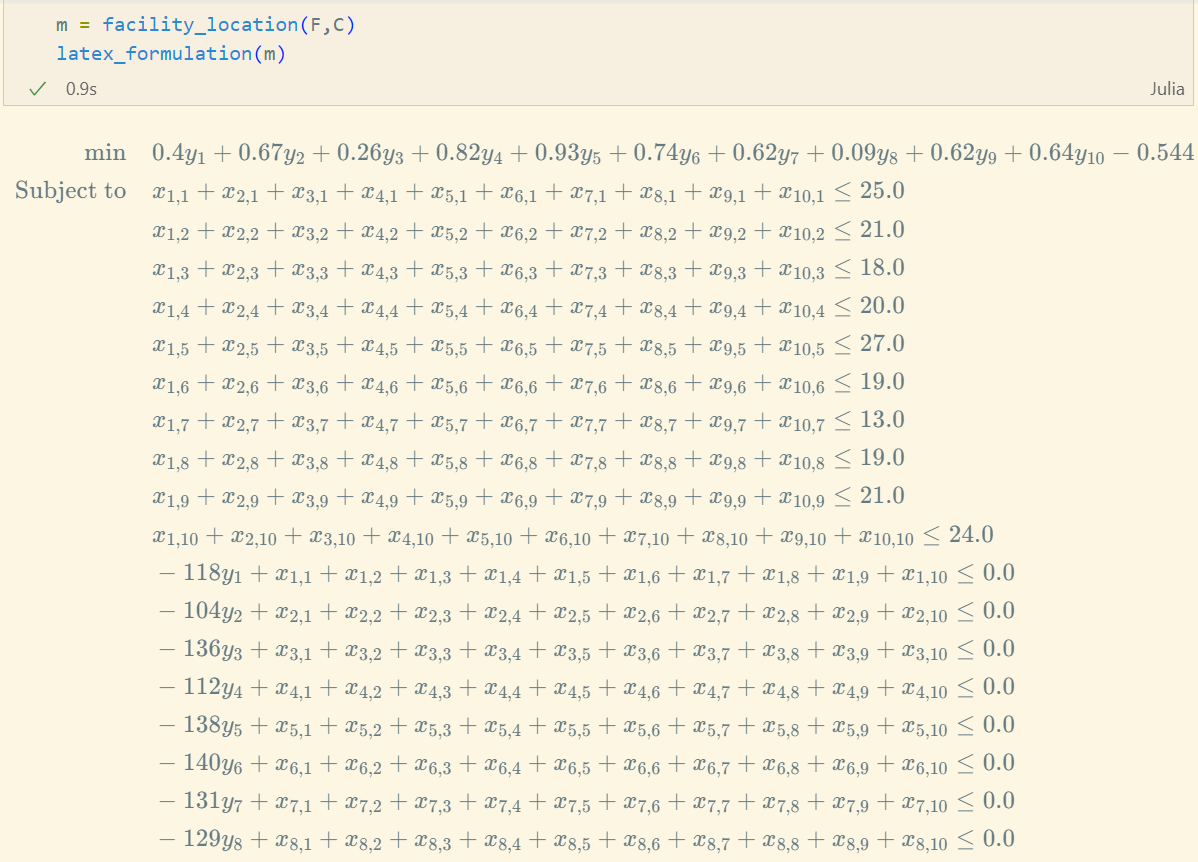 m = facility_location(F,C)
latex_formulation(m)
✓ 0.9s Julia
min 0.4y₁ + 0.67y₂ + 0.26y₃ + 0.82y₄ + 0.93y₅ + 0.74y₆ + 0.62y₇ + 0.09y₈ + 0.62y₉ + 0.64y₁₀ − 0.544
Subject to x₁,₁ + x₂,₁ + x₃,₁ + x₄,₁ + x₅,₁ + x₆,₁ + x₇,₁ + x₈,₁ + x₉,₁ + x₁₀,₁ ≤ 25.0
x₁,₂ + x₂,₂ + x₃,₂ + x₄,₂ + x₅,₂ + x₆,₂ + x₇,₂ + x₈,₂ + x₉,₂ + x₁₀,₂ ≤ 21.0
x₁,₃ + x₂,₃ + x₃,₃ + x₄,₃ + x₅,₃ + x₆,₃ + x₇,₃ + x₈,₃ + x₉,₃ + x₁₀,₃ ≤ 18.0
x₁,₄ + x₂,₄ + x₃,₄ + x₄,₄ + x₅,₄ + x₆,₄ + x₇,₄ + x₈,₄ + x₉,₄ + x₁₀,₄ ≤ 20.0
x₁,₅ + x₂,₅ + x₃,₅ + x₄,₅ + x₅,₅ + x₆,₅ + x₇,₅ + x₈,₅ + x₉,₅ + x₁₀,₅ ≤ 27.0
x₁,₆ + x₂,₆ + x₃,₆ + x₄,₆ + x₅,₆ + x₆,₆ + x₇,₆ + x₈,₆ + x₉,₆ + x₁₀,₆ ≤ 19.0
x₁,₇ + x₂,₇ + x₃,₇ + x₄,₇ + x₅,₇ + x₆,₇ + x₇,₇ + x₈,₇ + x₉,₇ + x₁₀,₇ ≤ 13.0
x₁,₈ + x₂,₈ + x₃,₈ + x₄,₈ + x₅,₈ + x₆,₈ + x₇,₈ + x₈,₈ + x₉,₈ + x₁₀,₈ ≤ 19.0
x₁,₉ + x₂,₉ + x₃,₉ + x₄,₉ + x₅,₉ + x₆,₉ + x₇,₉ + x₈,₉ + x₉,₉ + x₁₀,₉ ≤ 21.0
x₁,₁₀ + x₂,₁₀ + x₃,₁₀ + x₄,₁₀ + x₅,₁₀ + x₆,₁₀ + x₇,₁₀ + x₈,₁₀ + x₉,₁₀ + x₁₀,₁₀ ≤ 24.0
− 118y₁ + x₁,₁ + x₁,₂ + x₁,₃ + x₁,₄ + x₁,₅ + x₁,₆ + x₁,₇ + x₁,₈ + x₁,₉ + x₁,₁₀ ≤ 0.0
− 104y₂ + x₂,₁ + x₂,₂ + x₂,₃ + x₂,₄ + x₂,₅ + x₂,₆ + x₂,₇ + x₂,₈ + x₂,₉ + x₂,₁₀ ≤ 0.0
− 136y₃ + x₃,₁ + x₃,₂ + x₃,₃ + x₃,₄ + x₃,₅ + x₃,₆ + x₃,₇ + x₃,₈ + x₃,₉ + x₃,₁₀ ≤ 0.0
− 112y₄ + x₄,₁ + x₄,₂ + x₄,₃ + x₄,₄ + x₄,₅ + x₄,₆ + x₄,₇ + x₄,₈ + x₄,₉ + x₄,₁₀ ≤ 0.0
− 138y₅ + x₅,₁ + x₅,₂ + x₅,₃ + x₅,₄ + x₅,₅ + x₅,₆ + x₅,₇ + x₅,₈ + x₅,₉ + x₅,₁₀ ≤ 0.0
− 140y₆ + x₆,₁ + x₆,₂ + x₆,₃ + x₆,₄ + x₆,₅ + x₆,₆ + x₆,₇ + x₆,₈ + x₆,₉ + x₆,₁₀ ≤ 0.0
− 131y₇ + x₇,₁ + x₇,₂ + x₇,₃ + x₇,₄ + x₇,₅ + x₇,₆ + x₇,₇ + x₇,₈ + x₇,₉ + x₇,₁₀ ≤ 0.0
− 129y₈ + x₈,₁ + x₈,₂ + x₈,₃ + x₈,₄ + x₈,₅ + x₈,₆ + x₈,₇ + x₈,₈ + x₈,₉ + x₈,₁₀ ≤ 0.0